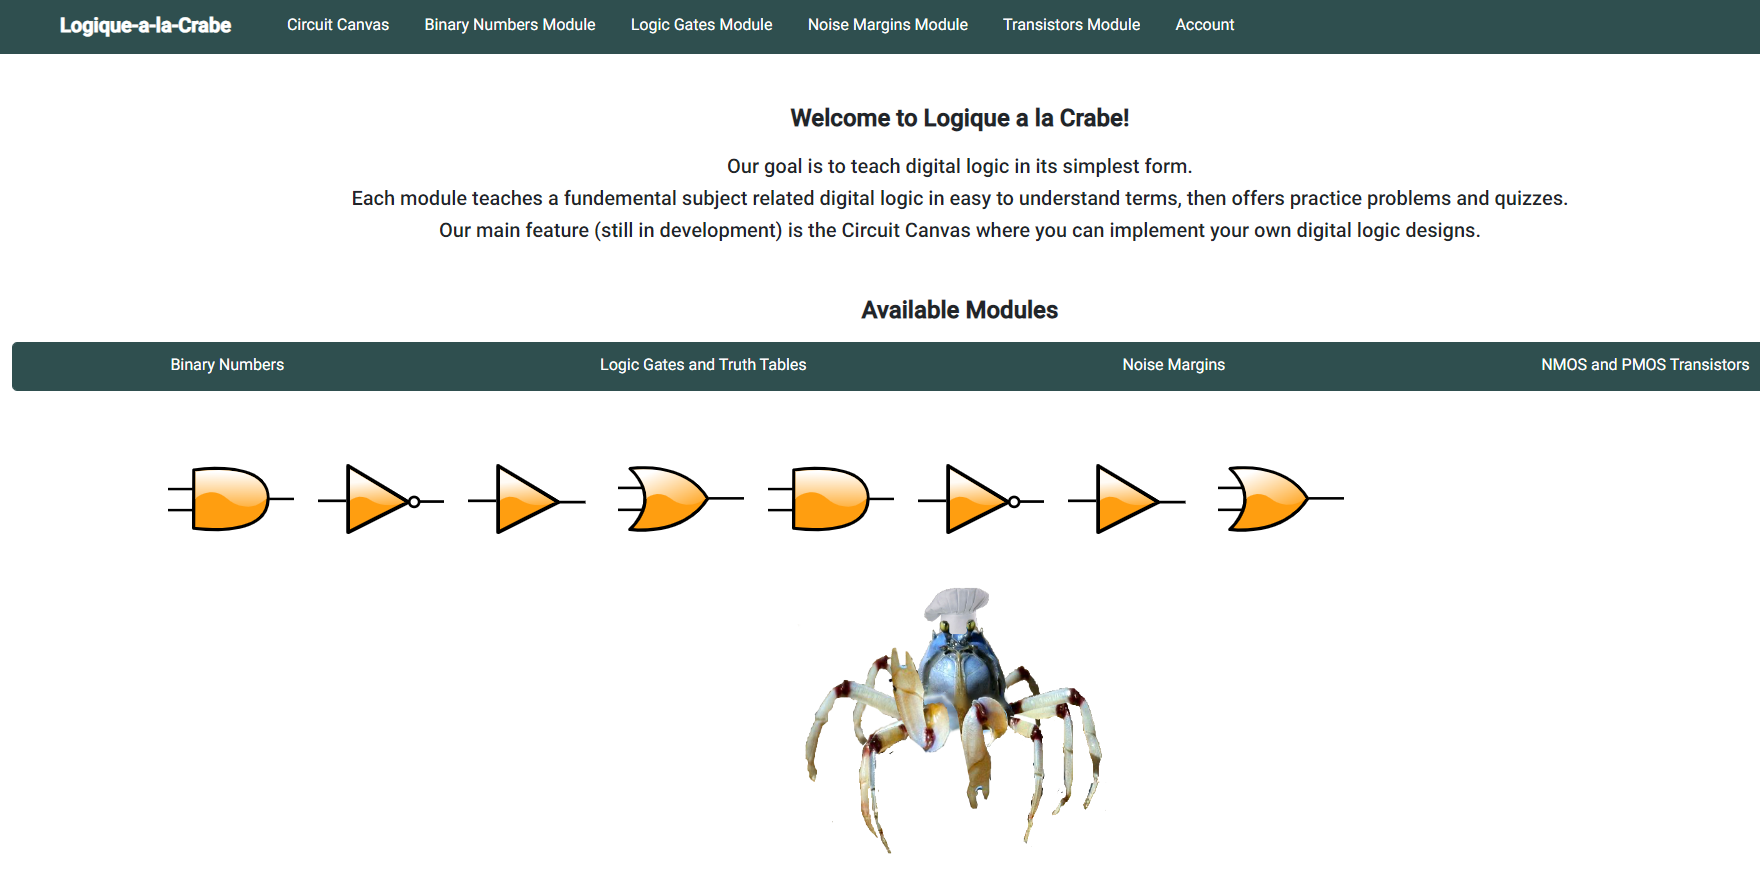 Logique-a-la-Crabe Circuit Canvas Binary Numbers Module Logic Gates Module Noise Margins Module Transistors Module Account
Welcome to Logique a la Crabe!
Our goal is to teach digital logic in its simplest form.
Each module teaches a fundemental subject related digital logic in easy to understand terms, then offers practice problems and quizzes.
Our main feature (still in development) is the Circuit Canvas where you can implement your own digital logic designs.
Available Modules
Binary Numbers Logic Gates and Truth Tables Noise Margins NMOS and PMOS Transistors